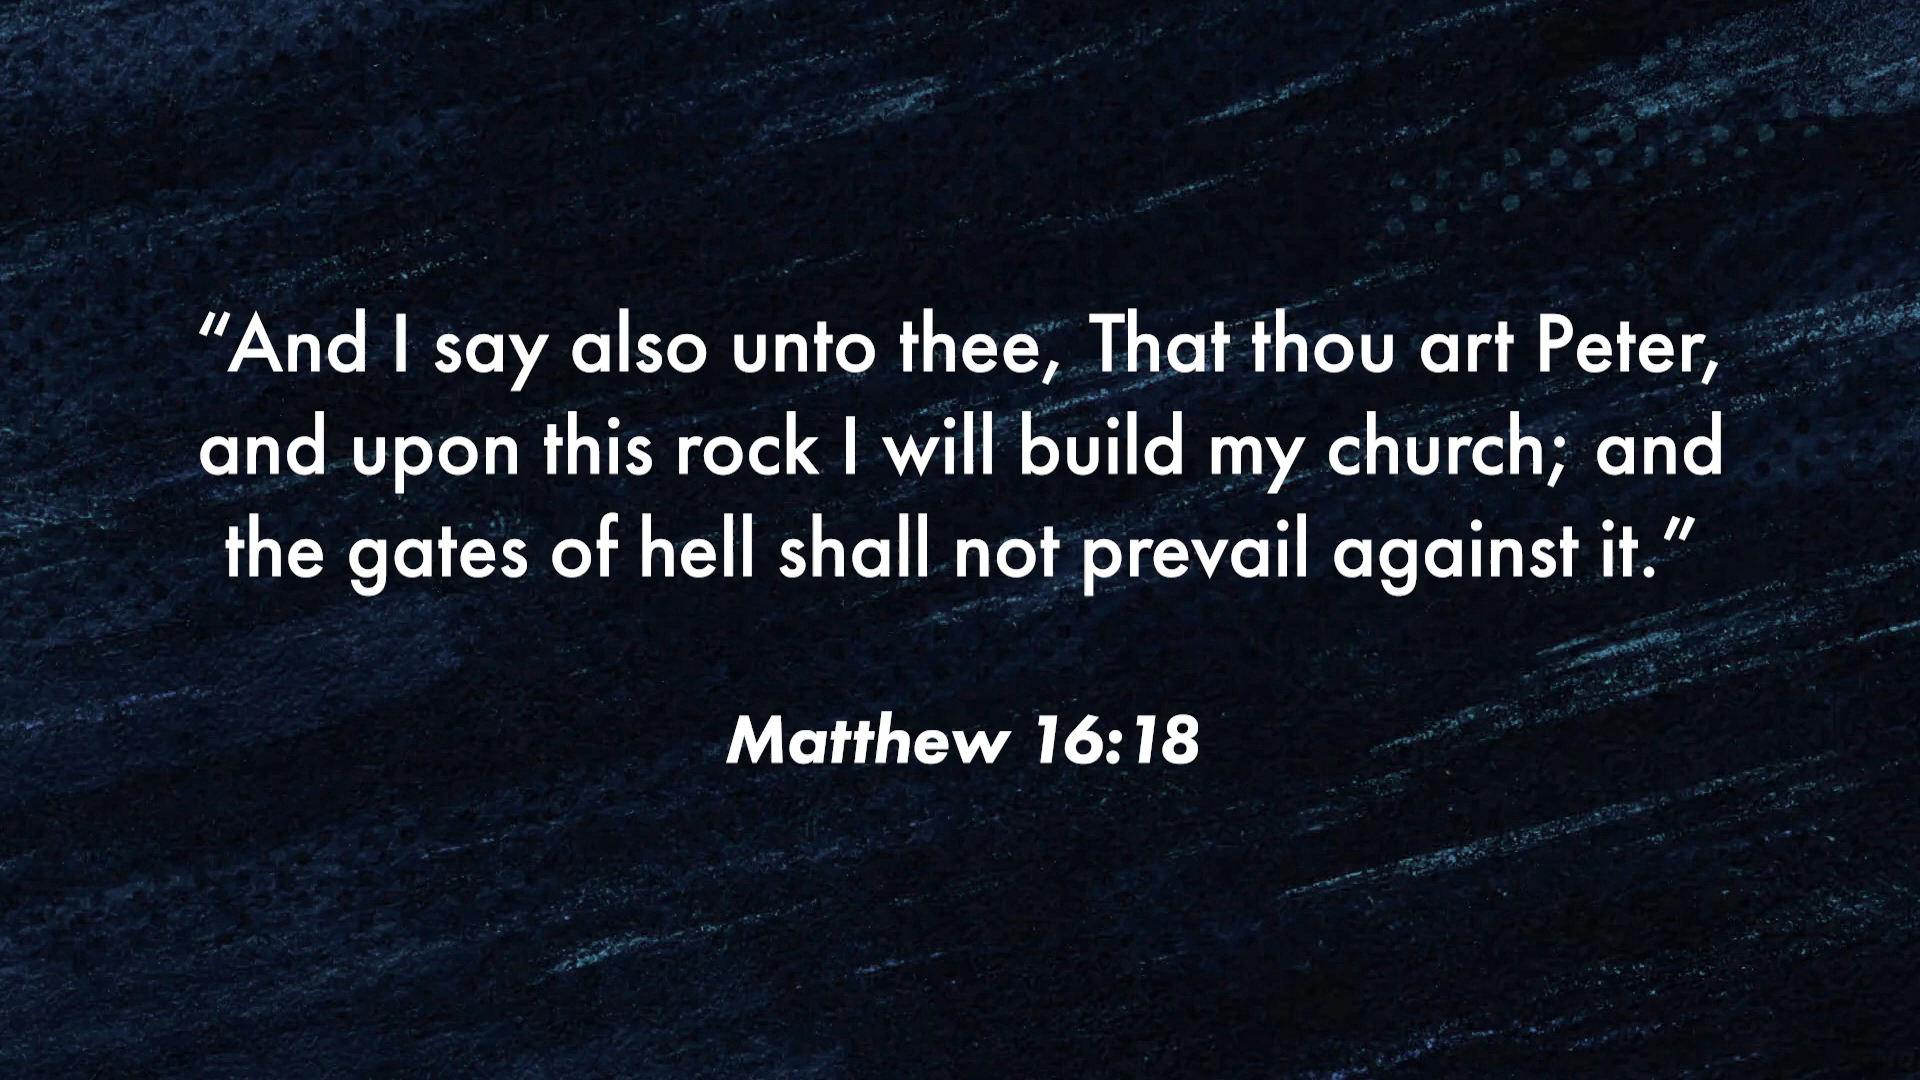 “And I say also unto thee, That thou art Peter,
and upon this rock I will build my church; and
the gates of hell shall not prevail against it.”
Matthew 16:18